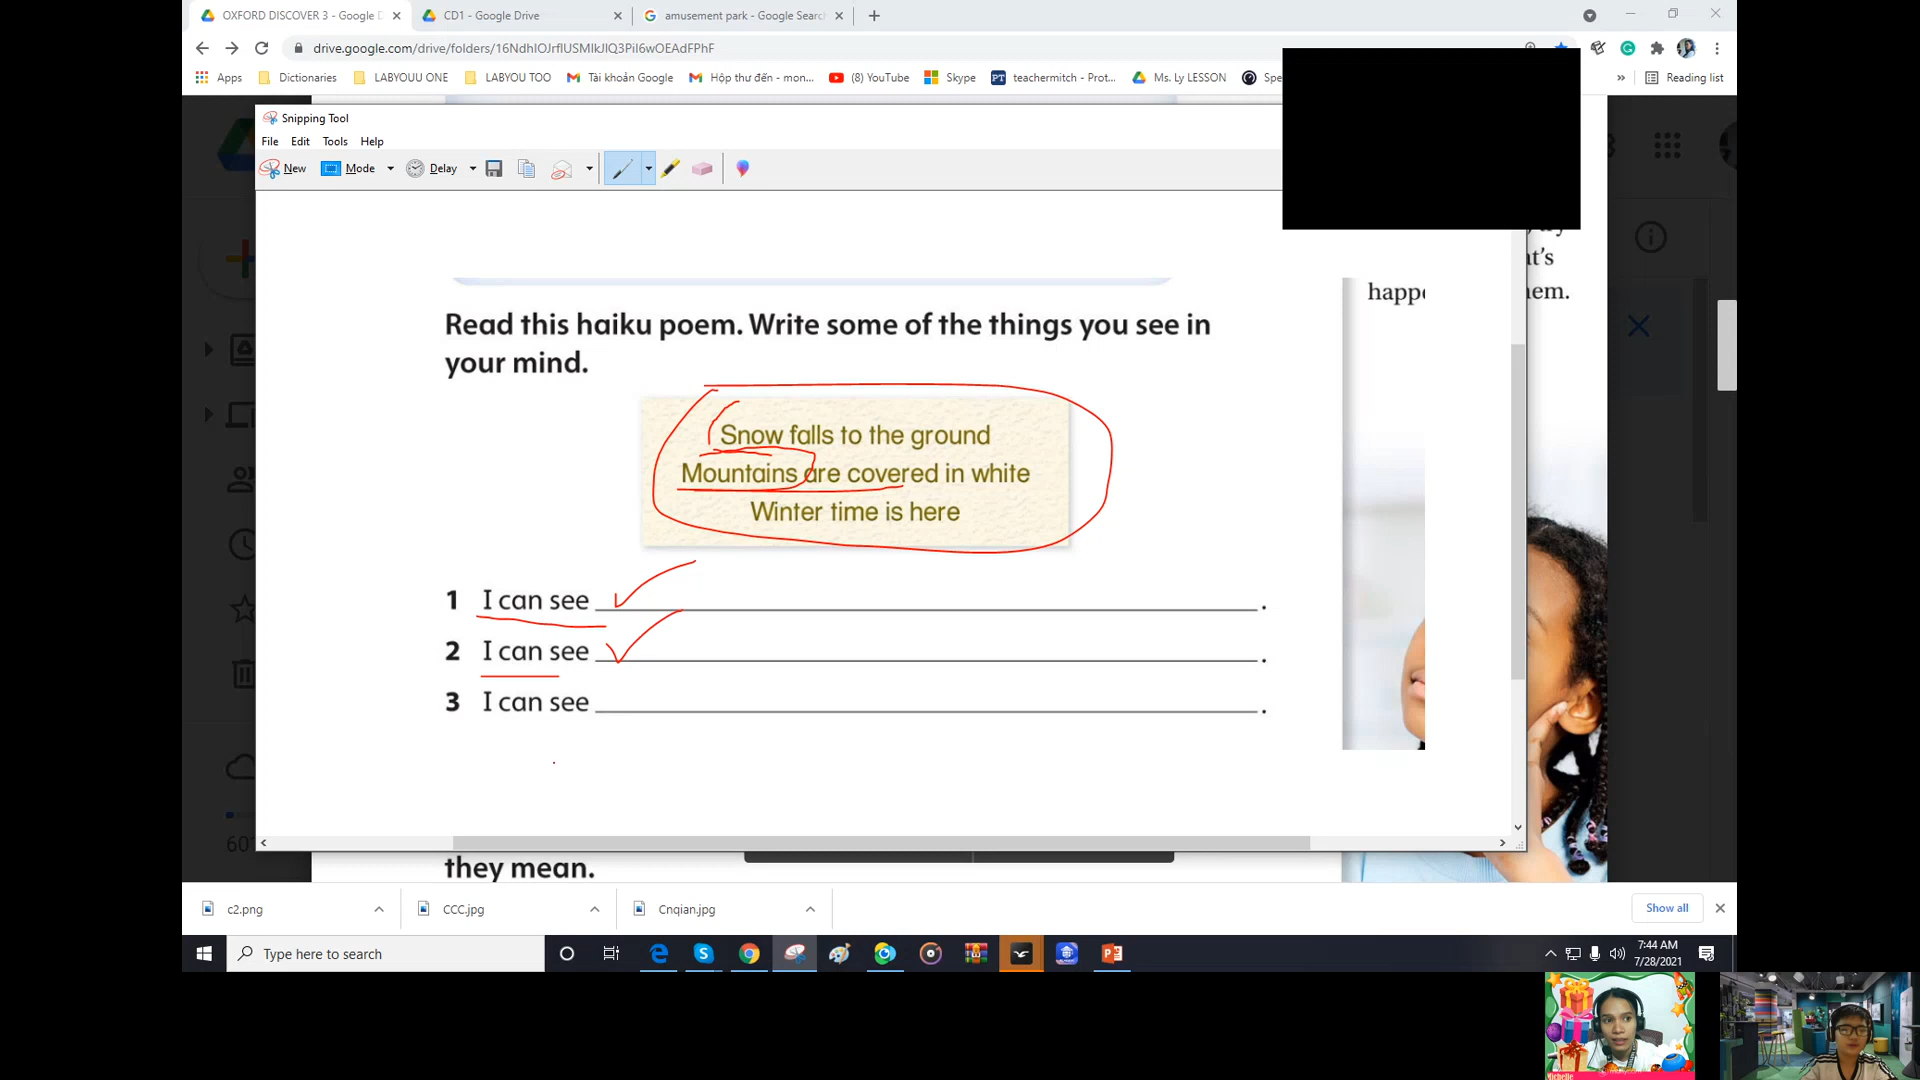 OXFORD DISCOVER 3 - Google D
CD1 - Google Drive
amusement park - Google Search
drive.google.com/drive/folders/
Apps
Dictionaries
LABYOUU ONE
LABYOU TOO
Tài khoản Google
Hộp thư đến - mon...
(8) YouTube
Skype
teachermitch - Prot...
Ms. Ly LESSON
Spe
»
Reading list
Snipping Tool
File Edit Tools Help
New
Mode
Delay
happe
hem.
Read this haiku poem. Write some of the things you see in
your mind.
Snow falls to the ground
Mountains are covered in white
Winter time is here
1 I can see .
2 I can see .
3 I can see .
they mean.
c2.png
CCC.jpg
Cnqian.jpg
Show all
Type here to search
7:44 AM
7/28/2021
Michelle